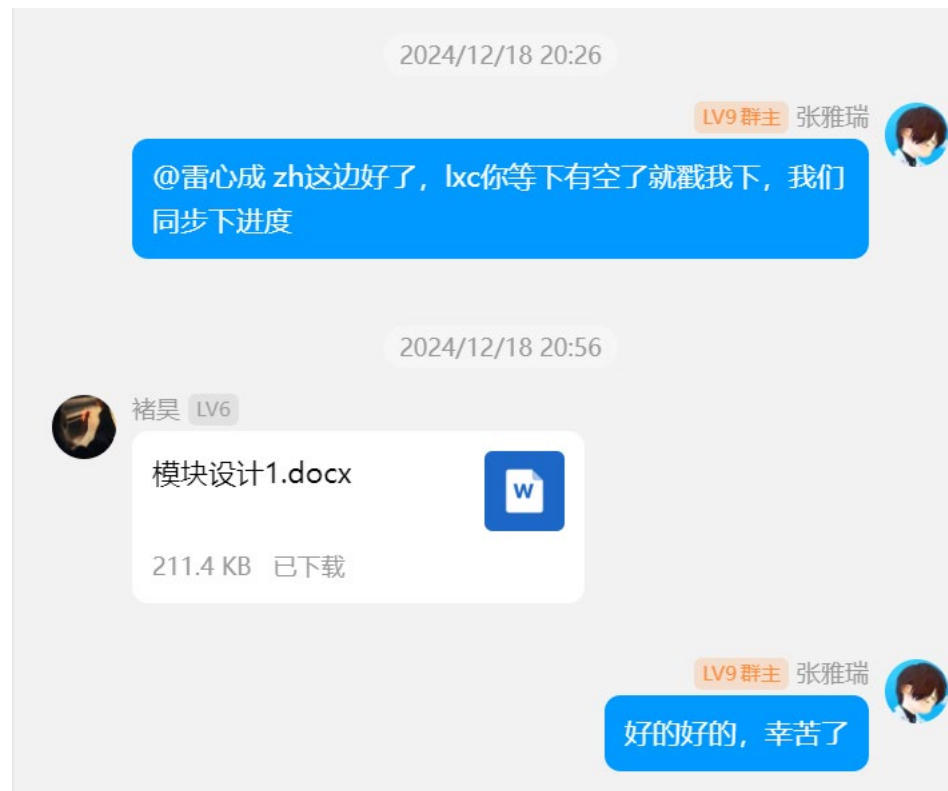 2024/12/18 20:26
LV9 群主 张雅瑞
@雷心成 zh这边好了，lxc你等下有空了就戳我下，我们
同步下进度
2024/12/18 20:56
褚昊 LV6
模块设计1.docx
W
211.4 KB 已下载
LV9 群主 张雅瑞
好的好的，幸苦了